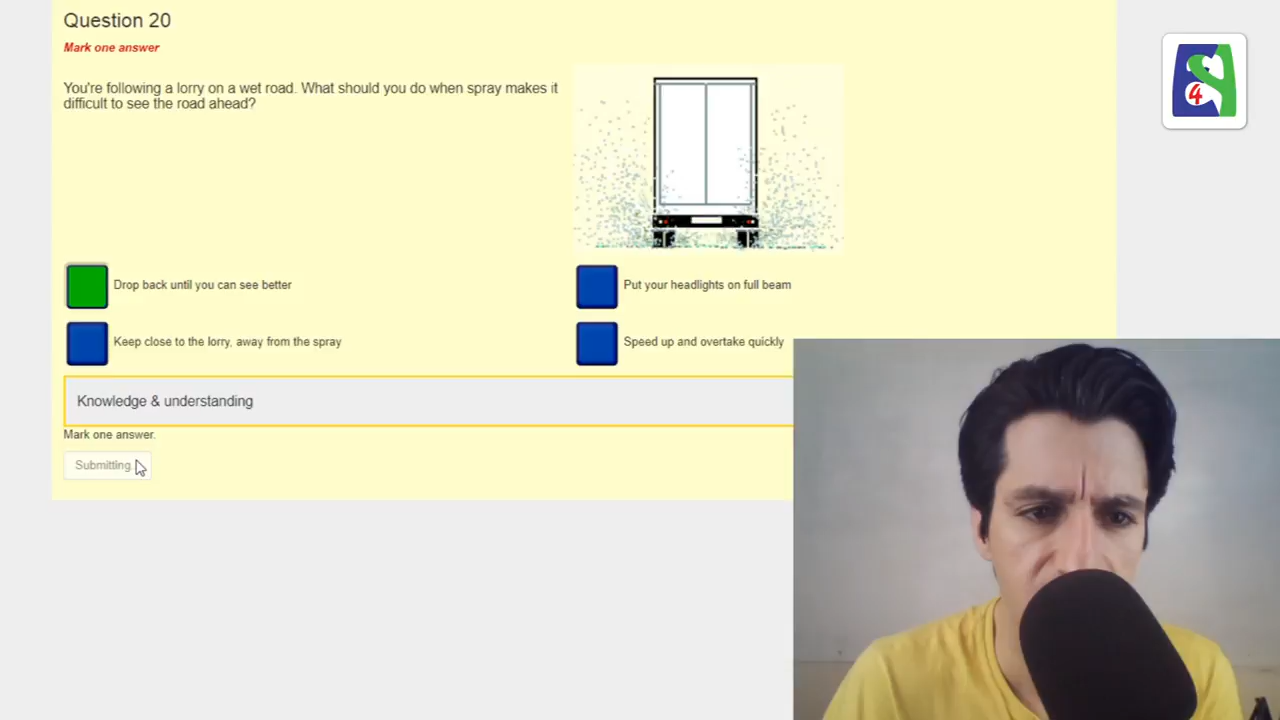 Question 20
Mark one answer
You're following a lorry on a wet road. What should you do when spray makes it
difficult to see the road ahead?
Drop back until you can see better
Put your headlights on full beam
Keep close to the lorry, away from the spray
Speed up and overtake quickly
Knowledge & understanding
Mark one answer.
Submitting
4